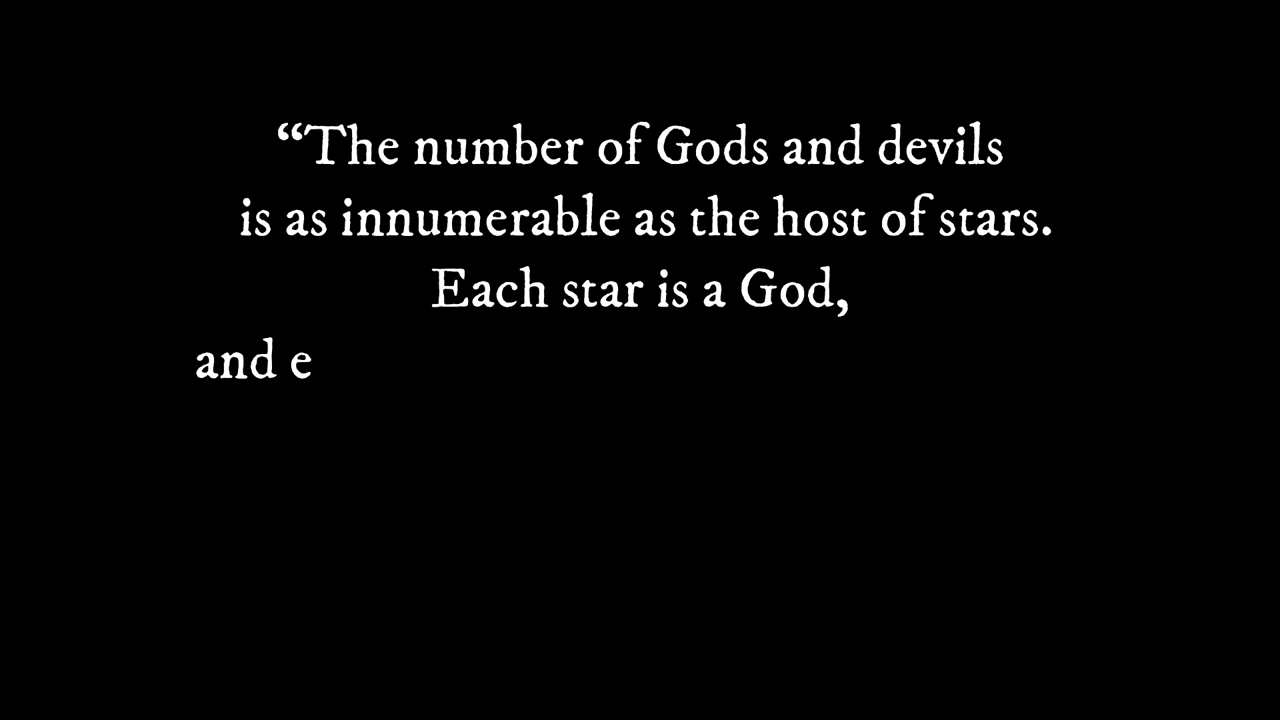 “The number of Gods and devils
is as innumerable as the host of stars.
Each star is a God,
and e